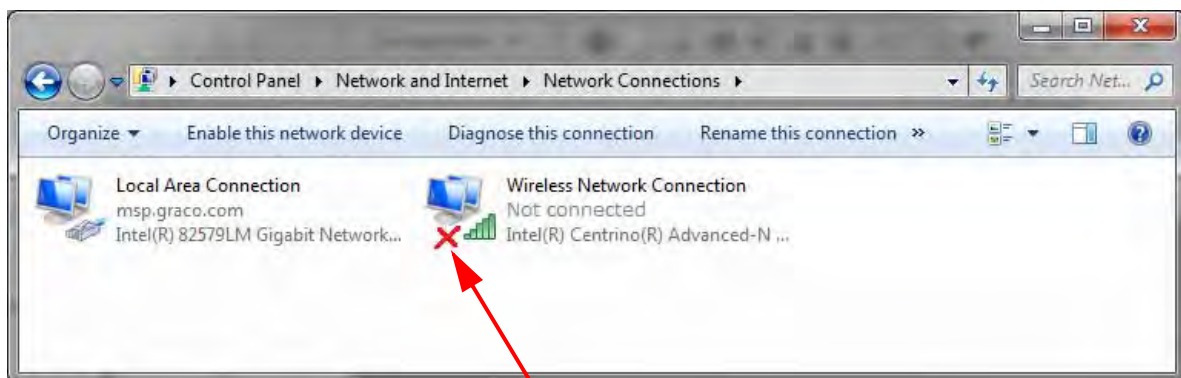 Control Panel ▸ Network and Internet ▸ Network Connections ▸ Search Net...
Organize Enable this network device Diagnose this connection Rename this connection »
Local Area Connection
msp.graco.com
Intel(R) 82579LM Gigabit Network...
Wireless Network Connection
Not connected
Intel(R) Centrino(R) Advanced-N ...